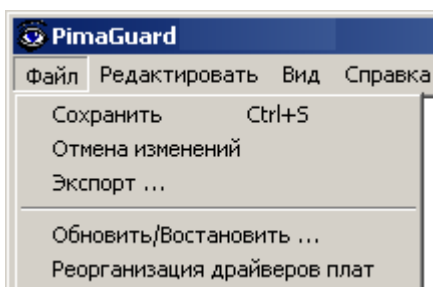 PimaGuard
Файл Редактировать Вид Справка
Сохранить Ctrl+S
Отмена изменений
Экспорт ...
Обновить/Востановить ...
Реорганизация драйверов плат